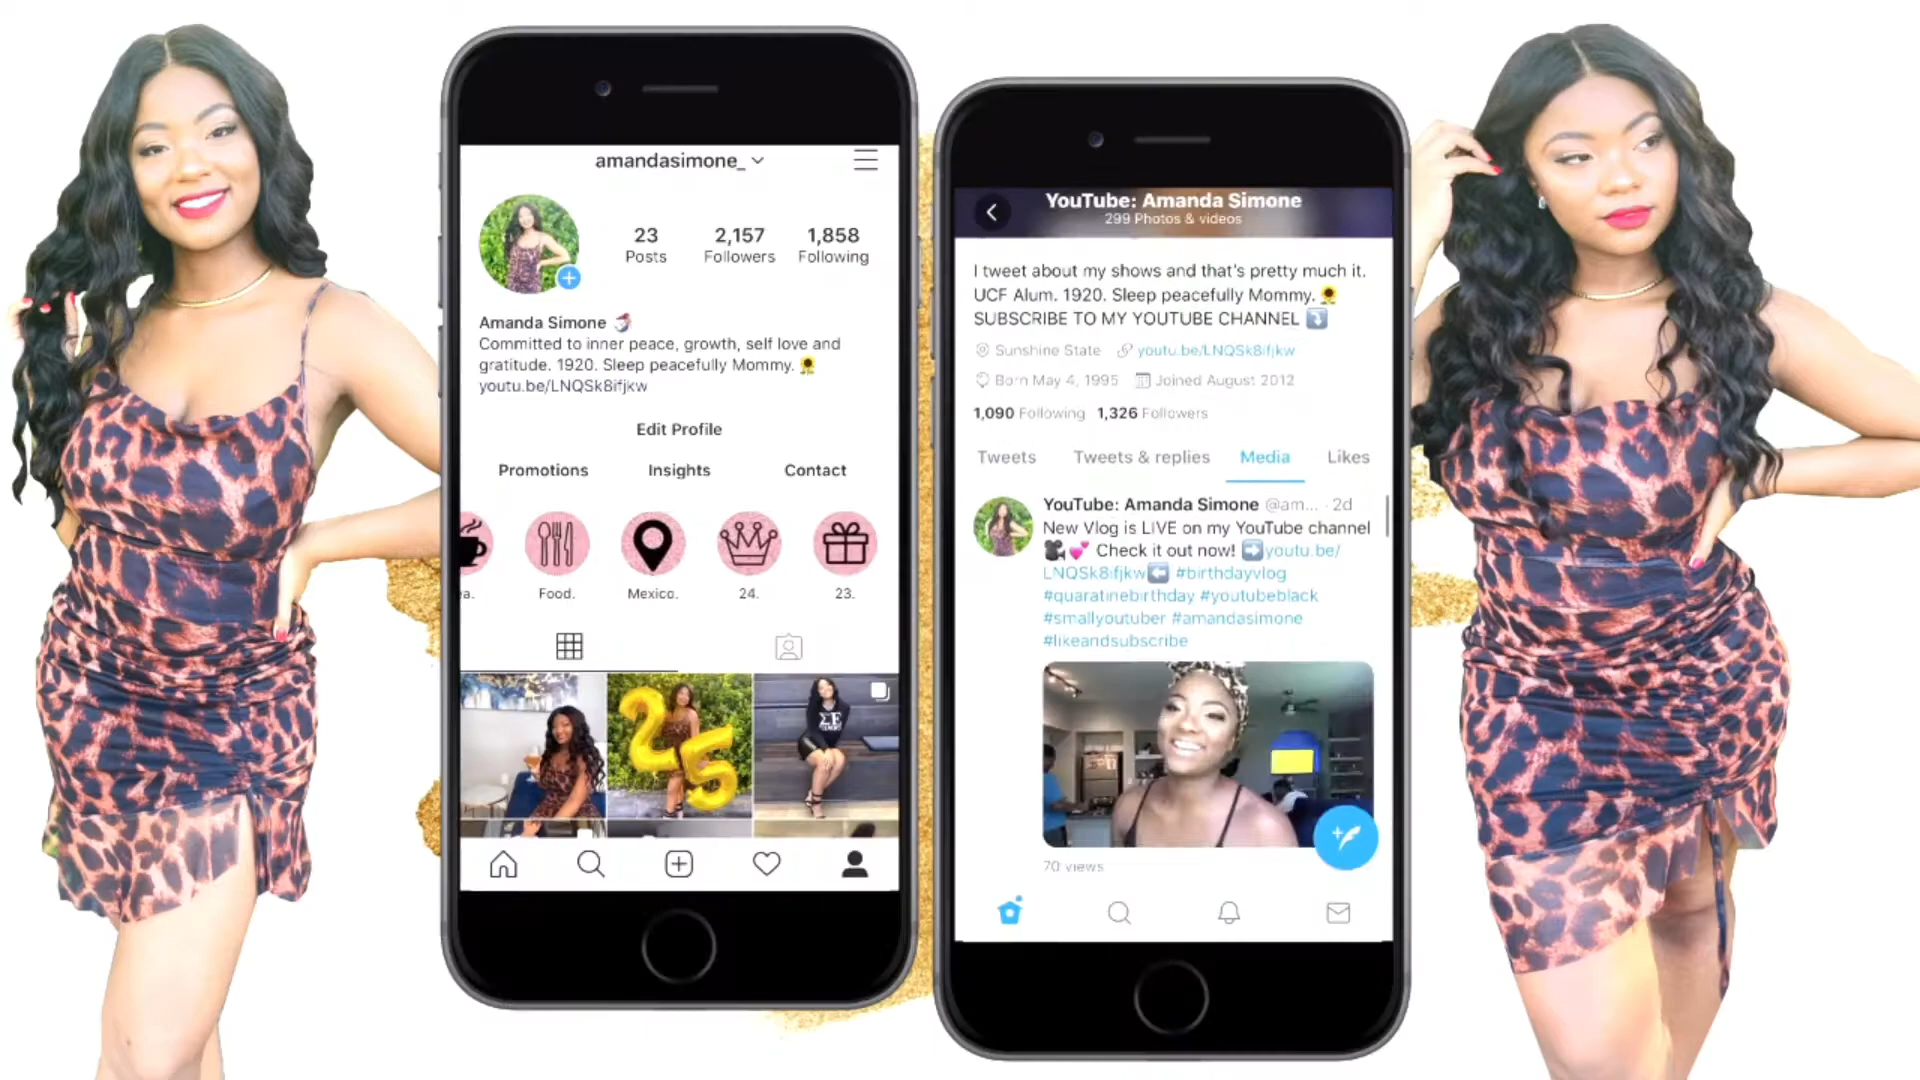 amandasimone_
23
2,157
1,858
Posts
Followers
Following
Amanda Simone
Committed to inner peace, growth, self love and
gratitude. 1920. Sleep peacefully Mommy. 🌻
youtu.be/LNQSk8ifjkw
Edit Profile
Promotions
Insights
Contact
a.
Food.
Mexico.
24.
23.
25
ΣΓ
YouTube: Amanda Simone
299 Photos & videos
I tweet about my shows and that's pretty much it.
UCF Alum. 1920. Sleep peacefully Mommy. 🌻
SUBSCRIBE TO MY YOUTUBE CHANNEL ⤵️
Sunshine State youtu.be/LNQSk8ifjkw
Born May 4, 1995 Joined August 2012
1,090 Following 1,326 Followers
Tweets
Tweets & replies
Media
Likes
YouTube: Amanda Simone @am... · 2d
New Vlog is LIVE on my YouTube channel
🎥💕 Check it out now! ➡️youtu.be/
LNQSk8ifjkw⬅️ #birthdayvlog
#quaratinebirthday #youtubeblack
#smallyoutuber #amandasimone
#likeandsubscribe
70 views